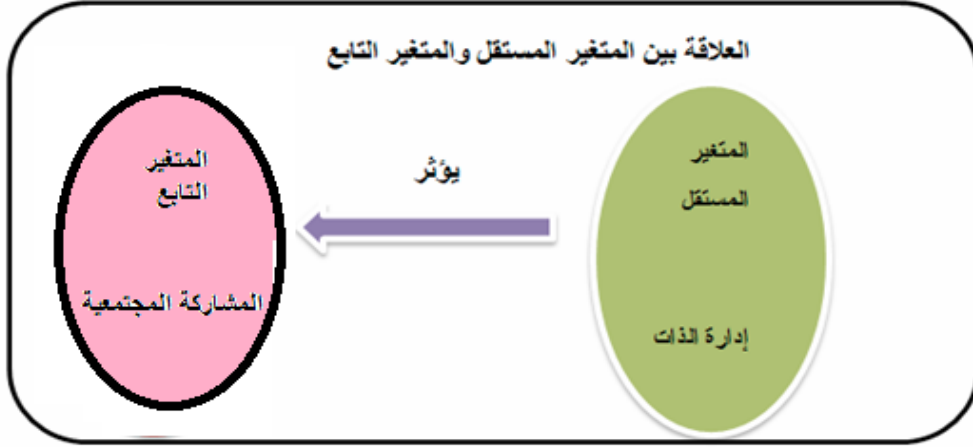 العلاقة بين المتغير المستقل والمتغير التابع
المتغير
المستقل
إدارة الذات
يؤثر
المتغير
التابع
المشاركة المجتمعية